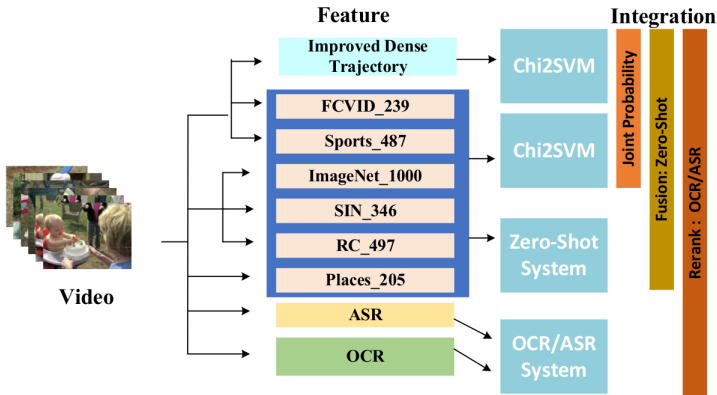 Feature
Integration
Improved Dense
Trajectory
Chi2SVM
FCVID_239
Sports_487
ImageNet_1000
SIN_346
RC_497
Places_205
Chi2SVM
Zero-Shot
System
ASR
OCR
OCR/ASR
System
Video
Joint Probability
Fusion: Zero-Shot
Rerank : OCR/ASR